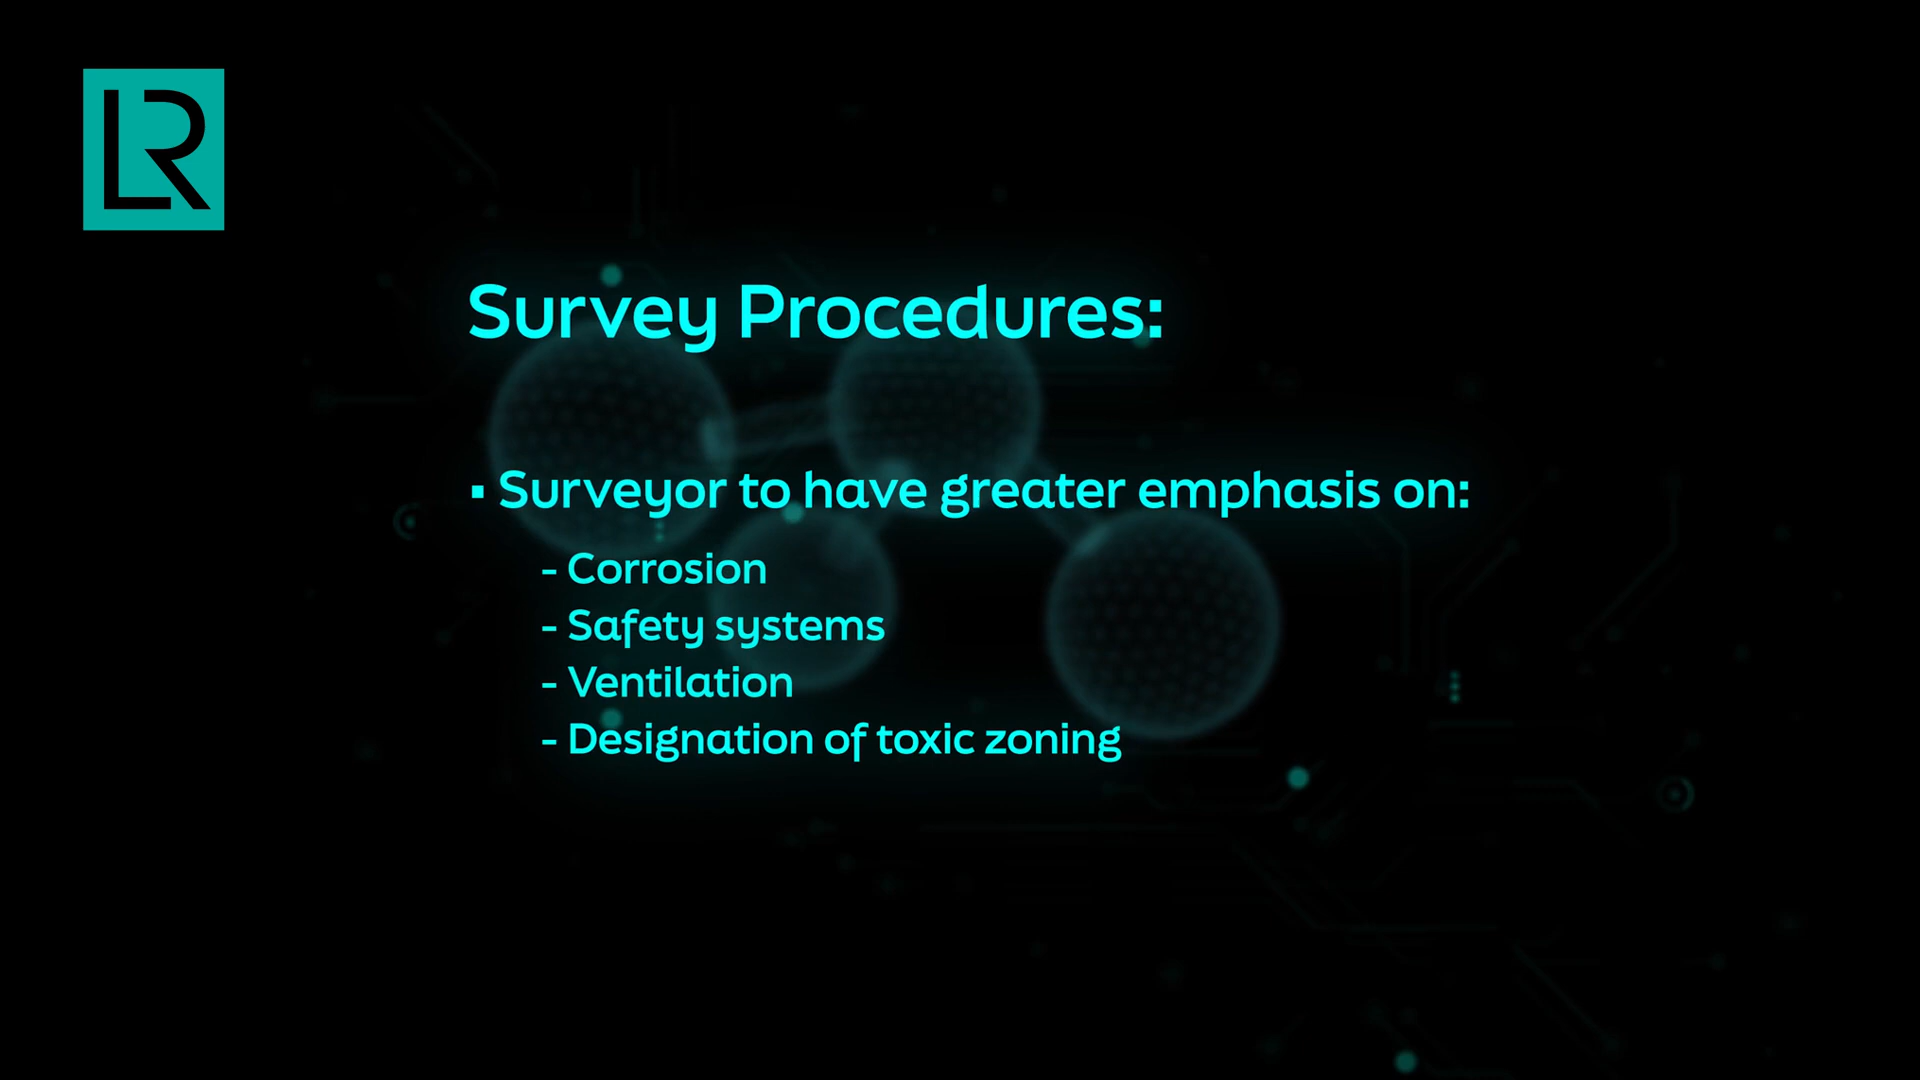 LR
Survey Procedures:
▪ Surveyor to have greater emphasis on:
- Corrosion
- Safety systems
- Ventilation
- Designation of toxic zoning